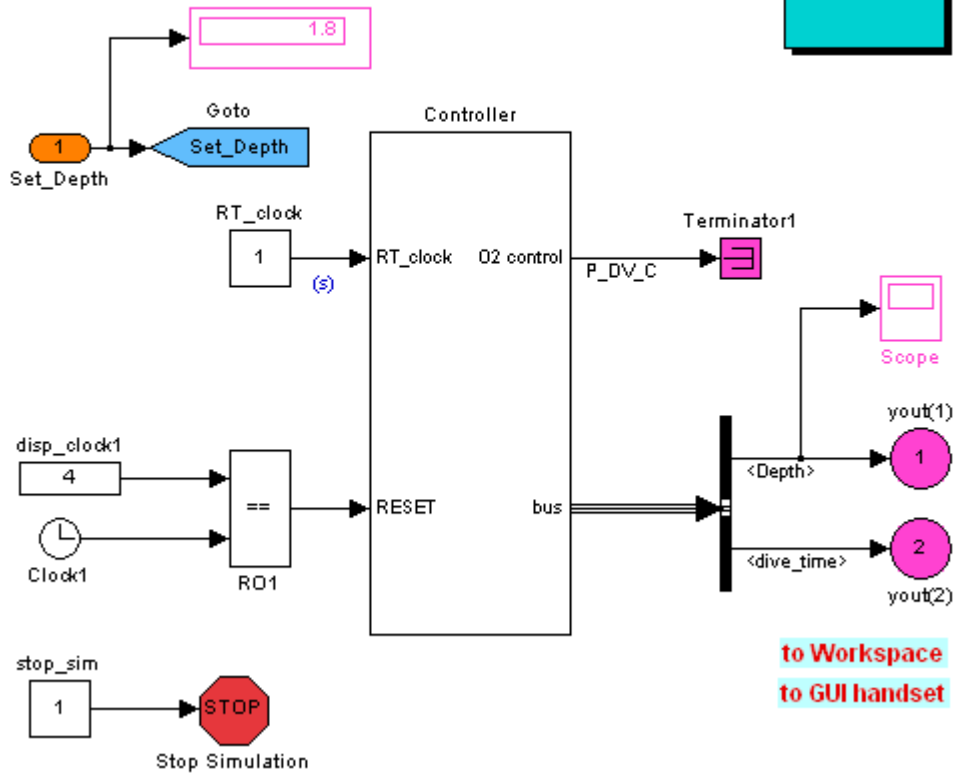 1.8
Goto
1
Set_Depth
Set_Depth
Controller
RT_clock
1
(s)
RT_clock
O2 control
P_DV_C
Terminator1
Scope
yout(1)
1
<Depth>
disp_clock1
4
==
RESET
bus
Clock1
RO1
2
<dive_time>
yout(2)
to Workspace
to GUI handset
stop_sim
1
STOP
Stop Simulation